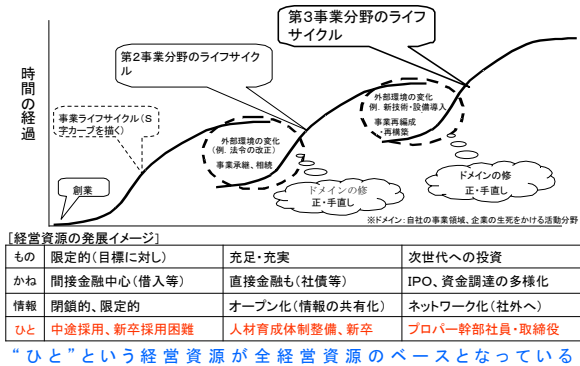 第3事業分野のライフ
サイクル
第2事業分野のライフサイク
ル
時間の経過
事業ライフサイクル(S
字カーブを描く)
創業
外部環境の変化
(例. 法令の改正)
事業承継、相続
外部環境の変化
例. 新技術・設備導入
事業再編成
・再構築
ドメインの修
正・手直し
ドメインの修
正・手直し
※ドメイン:自社の事業領域、企業の生死をかける活動分野
[経営資源の発展イメージ]
もの 限定的(目標に対し) 充足・充実 次世代への投資
かね 間接金融中心(借入等) 直接金融も(社債等) IPO、資金調達の多様化
情報 閉鎖的、限定的 オープン化(情報の共有化) ネットワーク化(社外へ)
ひと 中途採用、新卒採用困難 人材育成体制整備、新卒 プロパー幹部社員・取締役
“ひと”という経営資源が全経営資源のベースとなっている